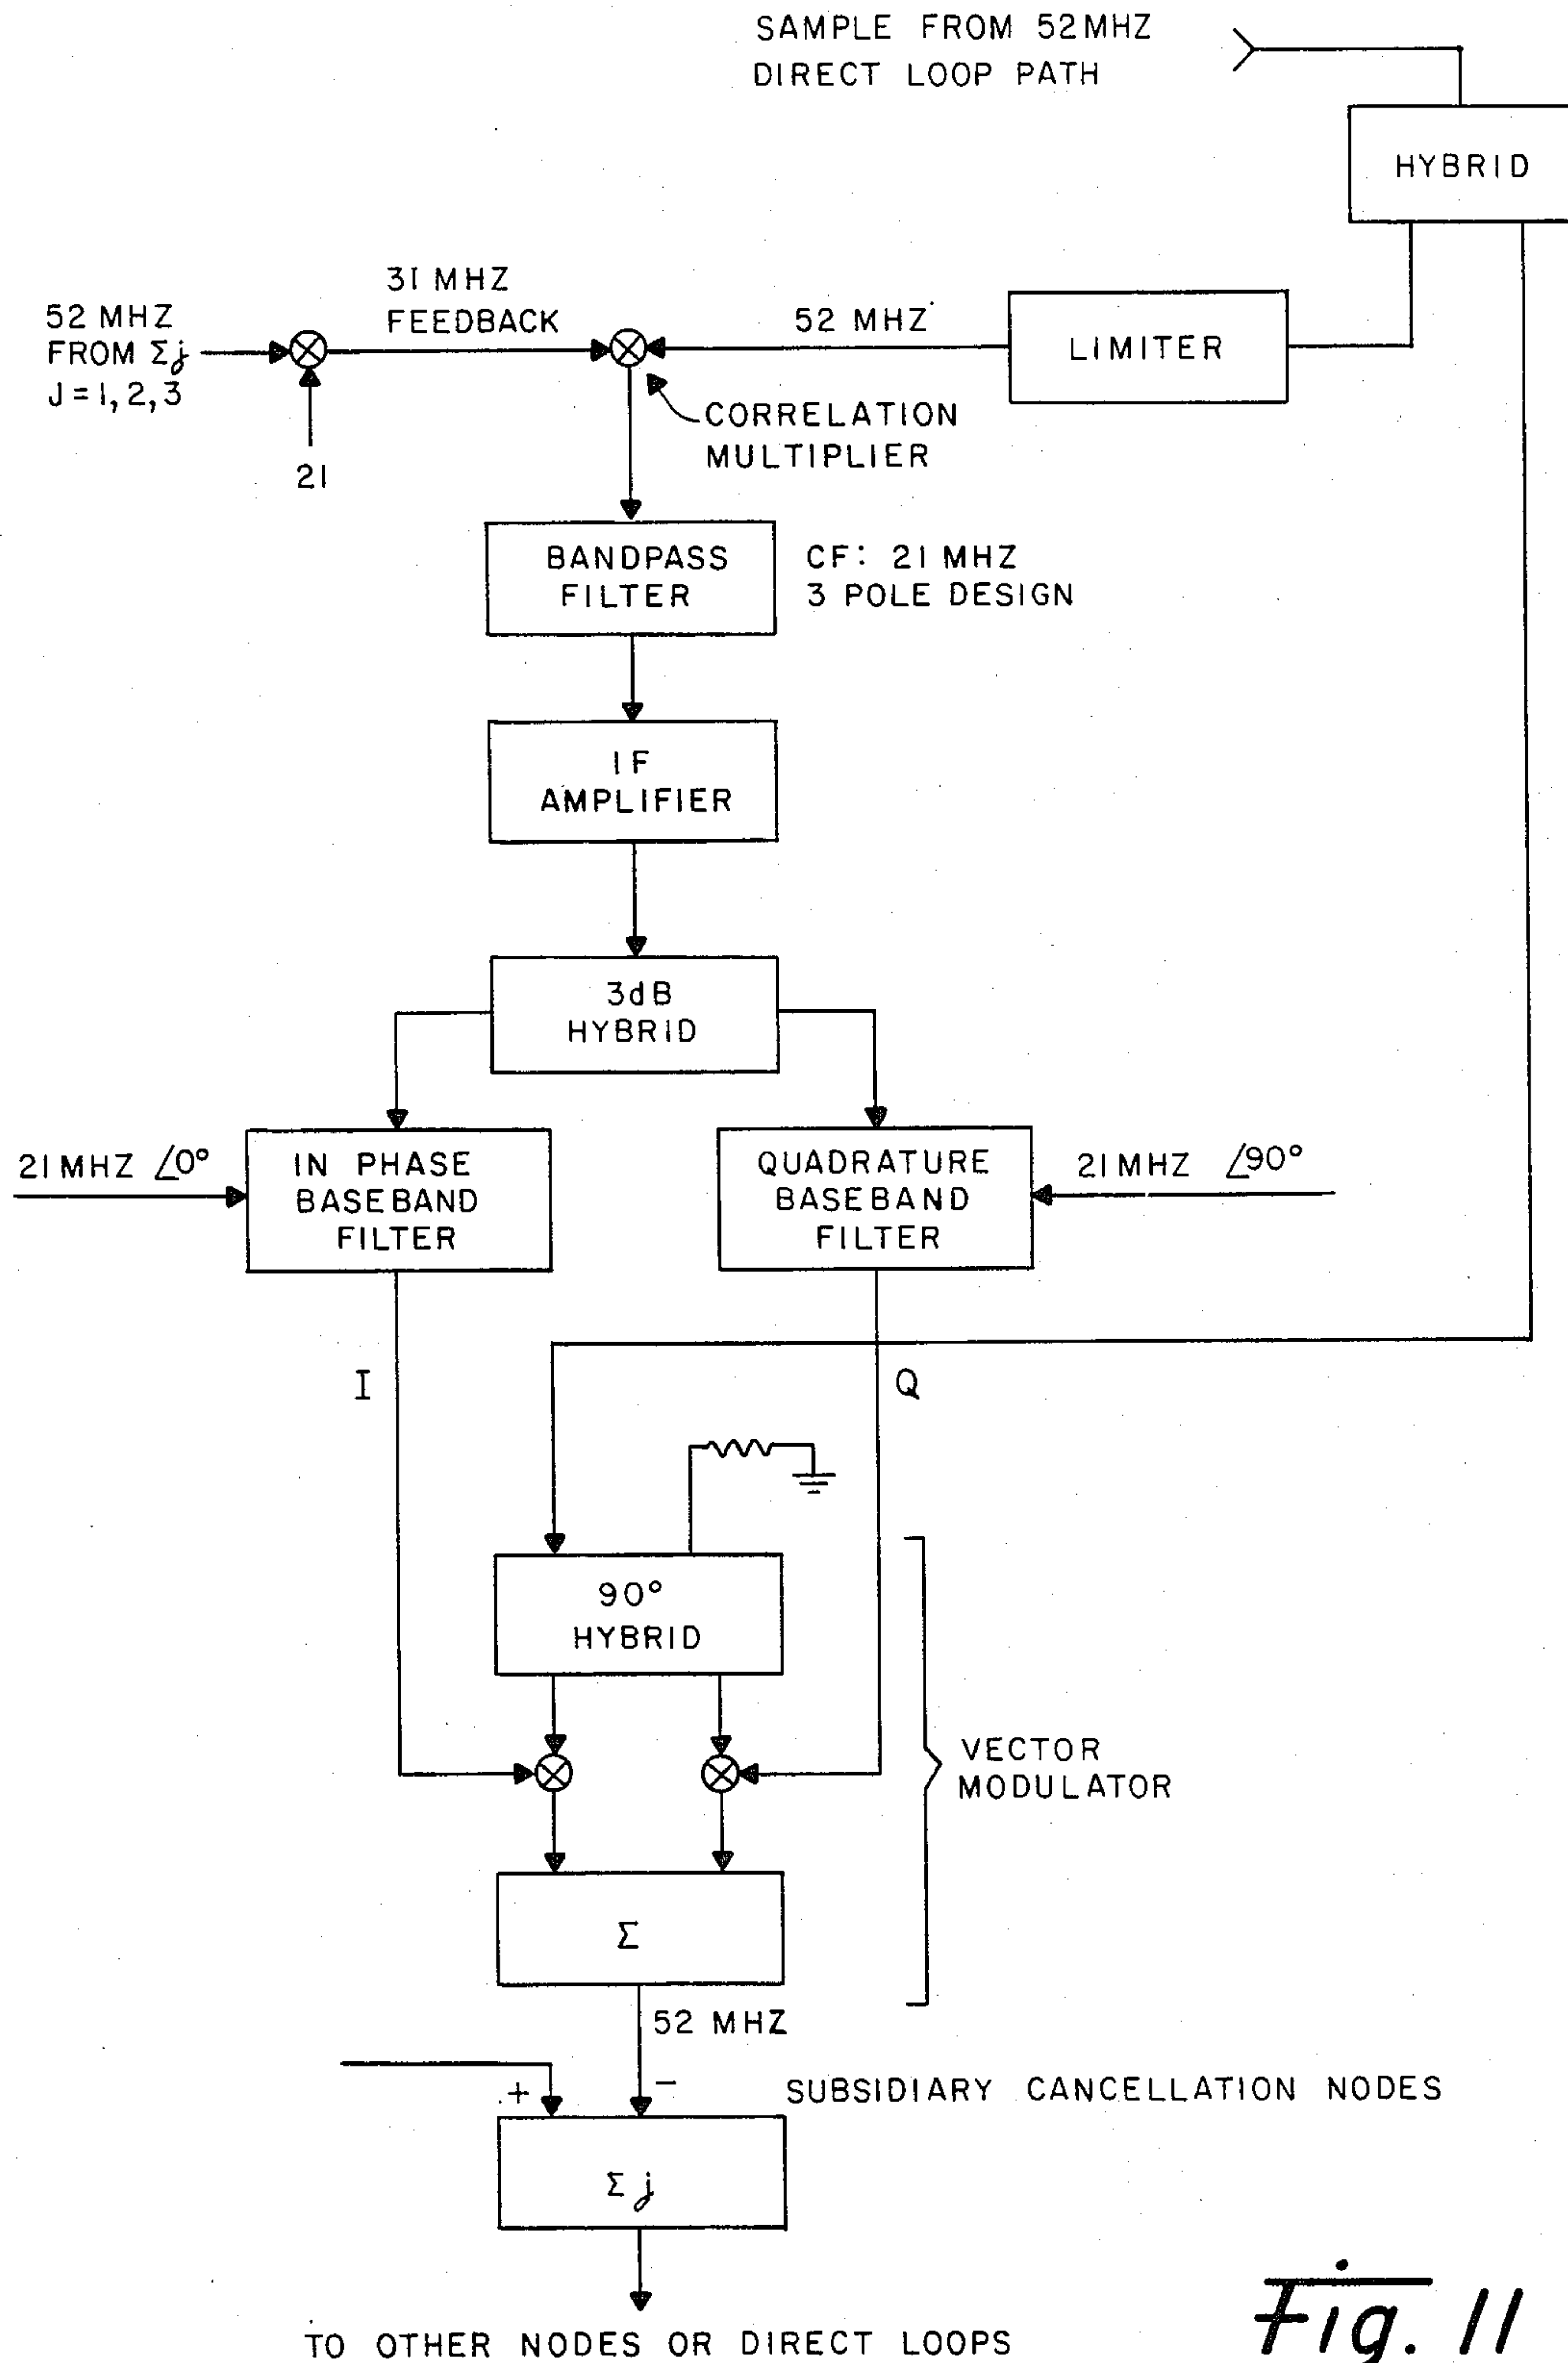 SAMPLE FROM 52MHZ
DIRECT LOOP PATH
HYBRID
31 MHZ
FEEDBACK
52 MHZ
FROM Σj
J = 1, 2, 3
52 MHZ
LIMITER
CORRELATION
MULTIPLIER
21
BANDPASS
FILTER
CF: 21 MHZ
3 POLE DESIGN
IF
AMPLIFIER
3dB
HYBRID
21MHZ ∠0°
IN PHASE
BASEBAND
FILTER
QUADRATURE
BASEBAND
FILTER
21MHZ ∠90°
I
Q
90°
HYBRID
VECTOR
MODULATOR
Σ
52 MHZ
+
−
SUBSIDIARY CANCELLATION NODES
Σj
TO OTHER NODES OR DIRECT LOOPS
Fig. 11